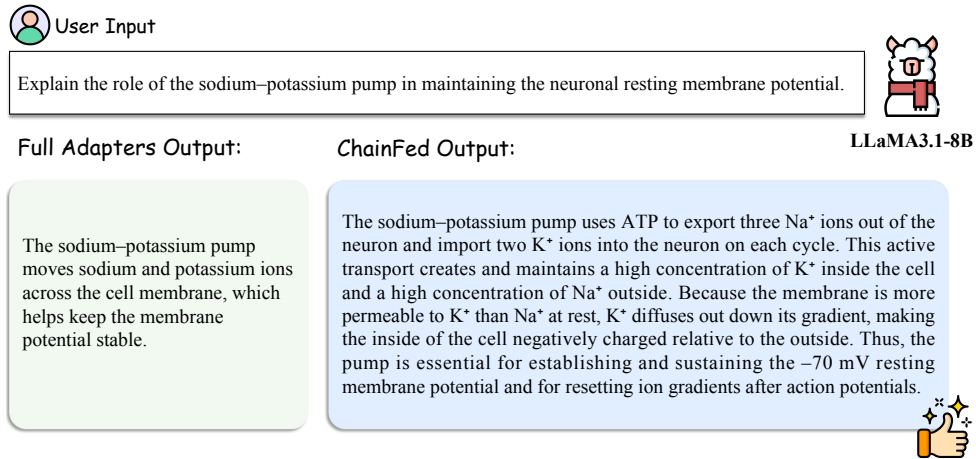 User Input
Explain the role of the sodium–potassium pump in maintaining the neuronal resting membrane potential.
LLaMA3.1-8B
Full Adapters Output:
ChainFed Output:
The sodium–potassium pump
moves sodium and potassium ions
across the cell membrane, which
helps keep the membrane
potential stable.
The sodium–potassium pump uses ATP to export three Na⁺ ions out of the
neuron and import two K⁺ ions into the neuron on each cycle. This active
transport creates and maintains a high concentration of K⁺ inside the cell
and a high concentration of Na⁺ outside. Because the membrane is more
permeable to K⁺ than Na⁺ at rest, K⁺ diffuses out down its gradient, making
the inside of the cell negatively charged relative to the outside. Thus, the
pump is essential for establishing and sustaining the –70 mV resting
membrane potential and for resetting ion gradients after action potentials.